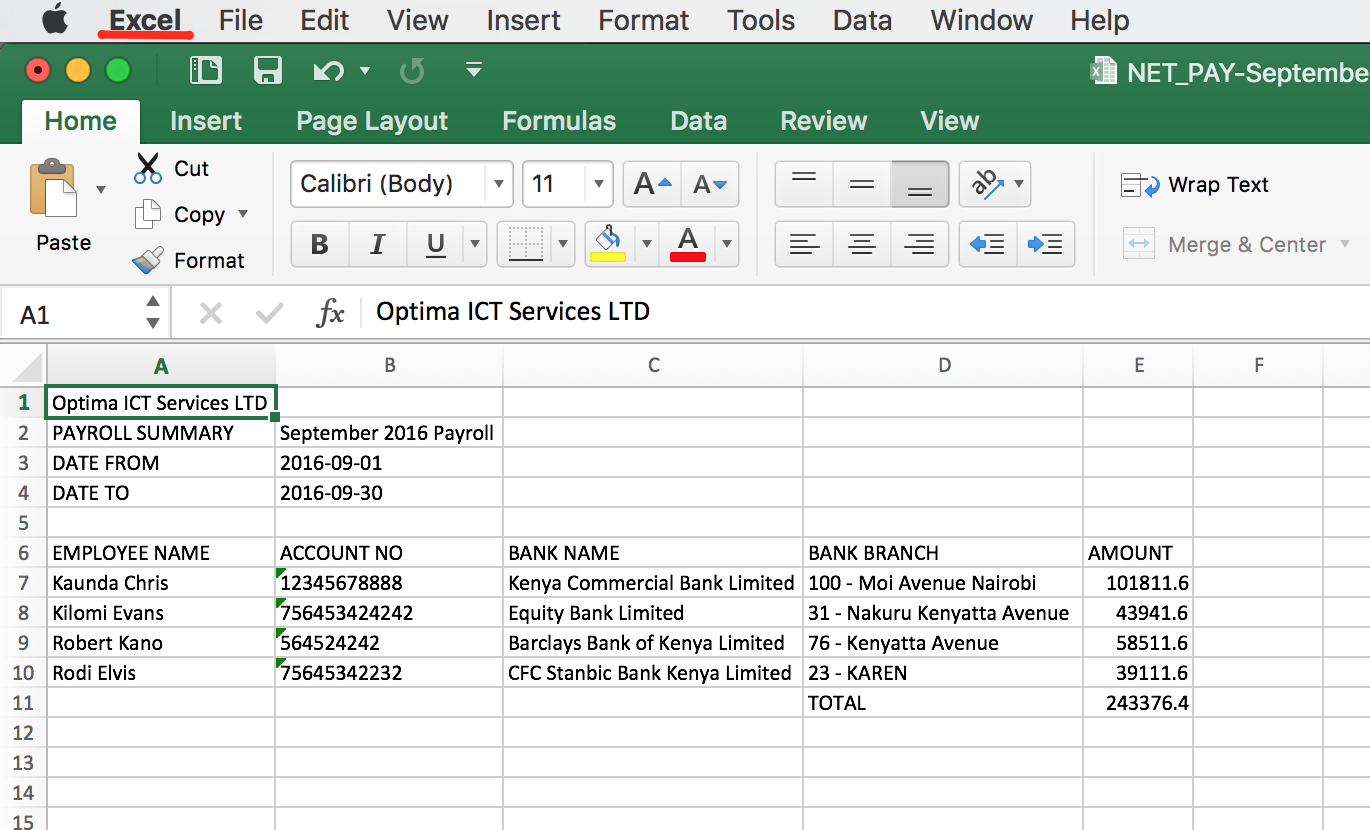 Excel File Edit View Insert Format Tools Data Window Help
NET_PAY-Septembe
Home Insert Page Layout Formulas Data Review View
Cut
Copy
Format
Paste
Calibri (Body) 11 A A
B I U A
ab
Wrap Text
Merge & Center
A1 fx Optima ICT Services LTD
A B C D E F
1 Optima ICT Services LTD
2 PAYROLL SUMMARY September 2016 Payroll
3 DATE FROM 2016-09-01
4 DATE TO 2016-09-30
5
6 EMPLOYEE NAME ACCOUNT NO BANK NAME BANK BRANCH AMOUNT
7 Kaunda Chris 12345678888 Kenya Commercial Bank Limited 100 - Moi Avenue Nairobi 101811.6
8 Kilomi Evans 756453424242 Equity Bank Limited 31 - Nakuru Kenyatta Avenue 43941.6
9 Robert Kano 564524242 Barclays Bank of Kenya Limited 76 - Kenyatta Avenue 58511.6
10 Rodi Elvis 75645342232 CFC Stanbic Bank Kenya Limited 23 - KAREN 39111.6
11 TOTAL 243376.4
12
13
14
15